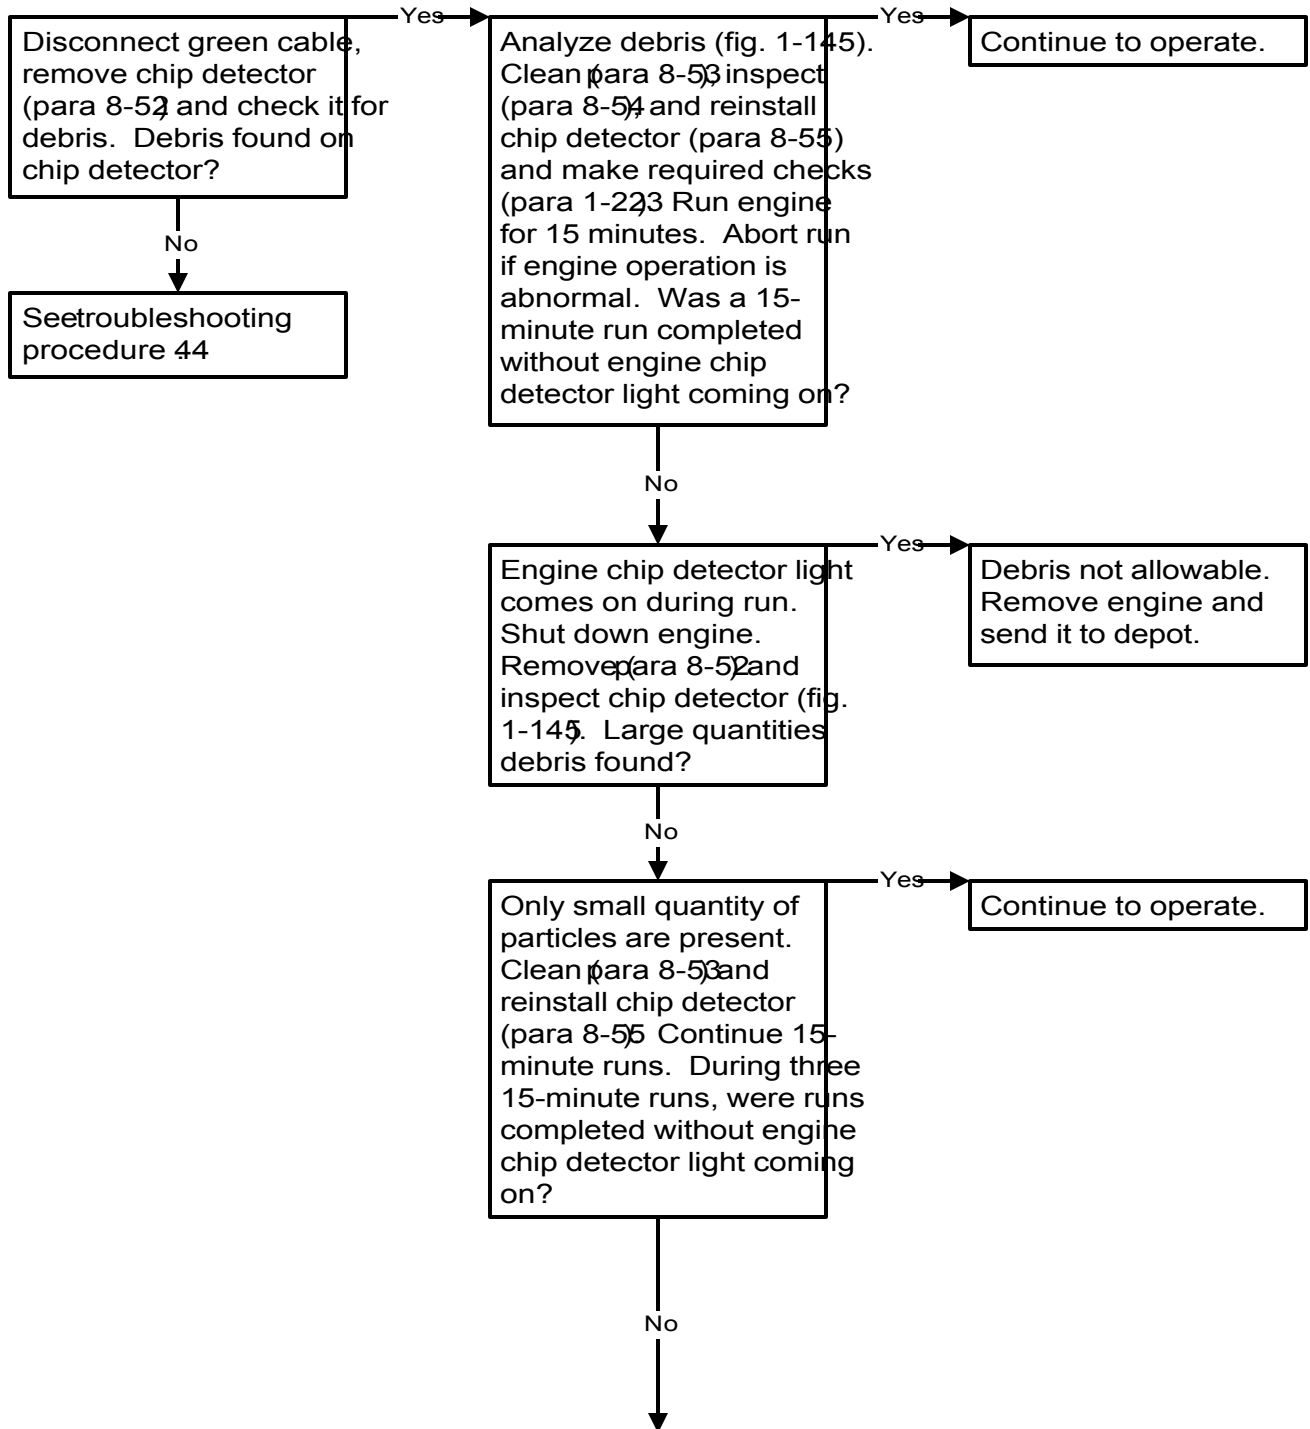 Disconnect green cable,
remove chip detector
(para 8-52) and check it for
debris. Debris found on
chip detector?
Yes
No
See troubleshooting
procedure 44.
Analyze debris (fig. 1-145).
Clean (para 8-53), inspect
(para 8-54), and reinstall
chip detector (para 8-55)
and make required checks
(para 1-223). Run engine
for 15 minutes. Abort run
if engine operation is
abnormal. Was a 15-
minute run completed
without engine chip
detector light coming on?
Yes
Continue to operate.
No
Engine chip detector light
comes on during run.
Shut down engine.
Remove (para 8-52) and
inspect chip detector (fig.
1-145). Large quantities
debris found?
Yes
Debris not allowable.
Remove engine and
send it to depot.
No
Only small quantity of
particles are present.
Clean (para 8-53) and
reinstall chip detector
(para 8-55). Continue 15-
minute runs. During three
15-minute runs, were runs
completed without engine
chip detector light coming
on?
Yes
Continue to operate.
No